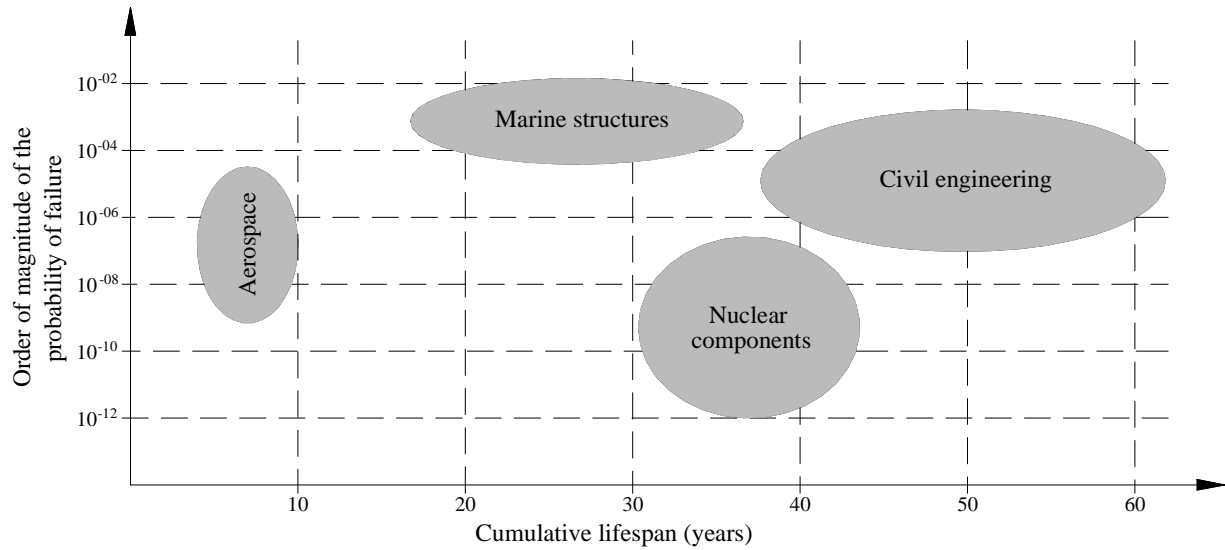 Order of magnitude of the
probability of failure
10-02
10-04
10-06
10-08
10-10
10-12
Marine structures
Civil engineering
Aerospace
Nuclear
components
10
20
30
40
50
60
Cumulative lifespan (years)